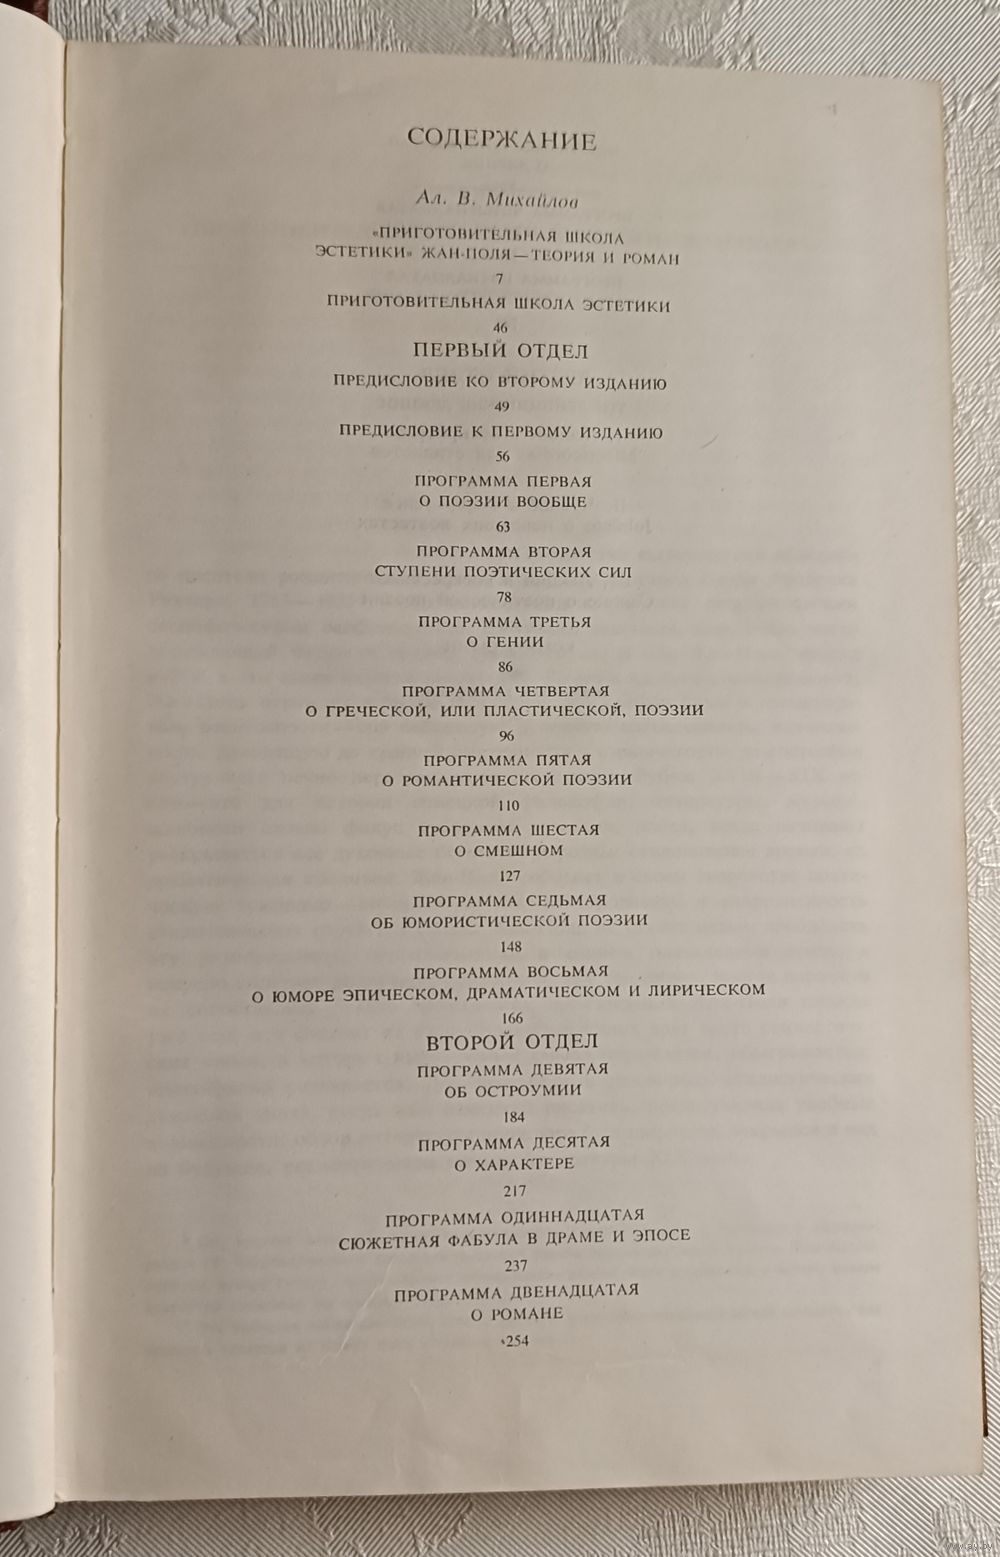 СОДЕРЖАНИЕ
Ал. В. Михайлов
«ПРИГОТОВИТЕЛЬНАЯ ШКОЛА
ЭСТЕТИКИ» ЖАН-ПОЛЯ—ТЕОРИЯ И РОМАН
7
ПРИГОТОВИТЕЛЬНАЯ ШКОЛА ЭСТЕТИКИ
46
ПЕРВЫЙ ОТДЕЛ
ПРЕДИСЛОВИЕ КО ВТОРОМУ ИЗДАНИЮ
49
ПРЕДИСЛОВИЕ К ПЕРВОМУ ИЗДАНИЮ
56
ПРОГРАММА ПЕРВАЯ
О ПОЭЗИИ ВООБЩЕ
63
ПРОГРАММА ВТОРАЯ
СТУПЕНИ ПОЭТИЧЕСКИХ СИЛ
78
ПРОГРАММА ТРЕТЬЯ
О ГЕНИИ
86
ПРОГРАММА ЧЕТВЕРТАЯ
О ГРЕЧЕСКОЙ, ИЛИ ПЛАСТИЧЕСКОЙ, ПОЭЗИИ
96
ПРОГРАММА ПЯТАЯ
О РОМАНТИЧЕСКОЙ ПОЭЗИИ
110
ПРОГРАММА ШЕСТАЯ
О СМЕШНОМ
127
ПРОГРАММА СЕДЬМАЯ
ОБ ЮМОРИСТИЧЕСКОЙ ПОЭЗИИ
148
ПРОГРАММА ВОСЬМАЯ
О ЮМОРЕ ЭПИЧЕСКОМ, ДРАМАТИЧЕСКОМ И ЛИРИЧЕСКОМ
166
ВТОРОЙ ОТДЕЛ
ПРОГРАММА ДЕВЯТАЯ
ОБ ОСТРОУМИИ
184
ПРОГРАММА ДЕСЯТАЯ
О ХАРАКТЕРЕ
217
ПРОГРАММА ОДИННАДЦАТАЯ
СЮЖЕТНАЯ ФАБУЛА В ДРАМЕ И ЭПОСЕ
237
ПРОГРАММА ДВЕНАДЦАТАЯ
О РОМАНЕ
254